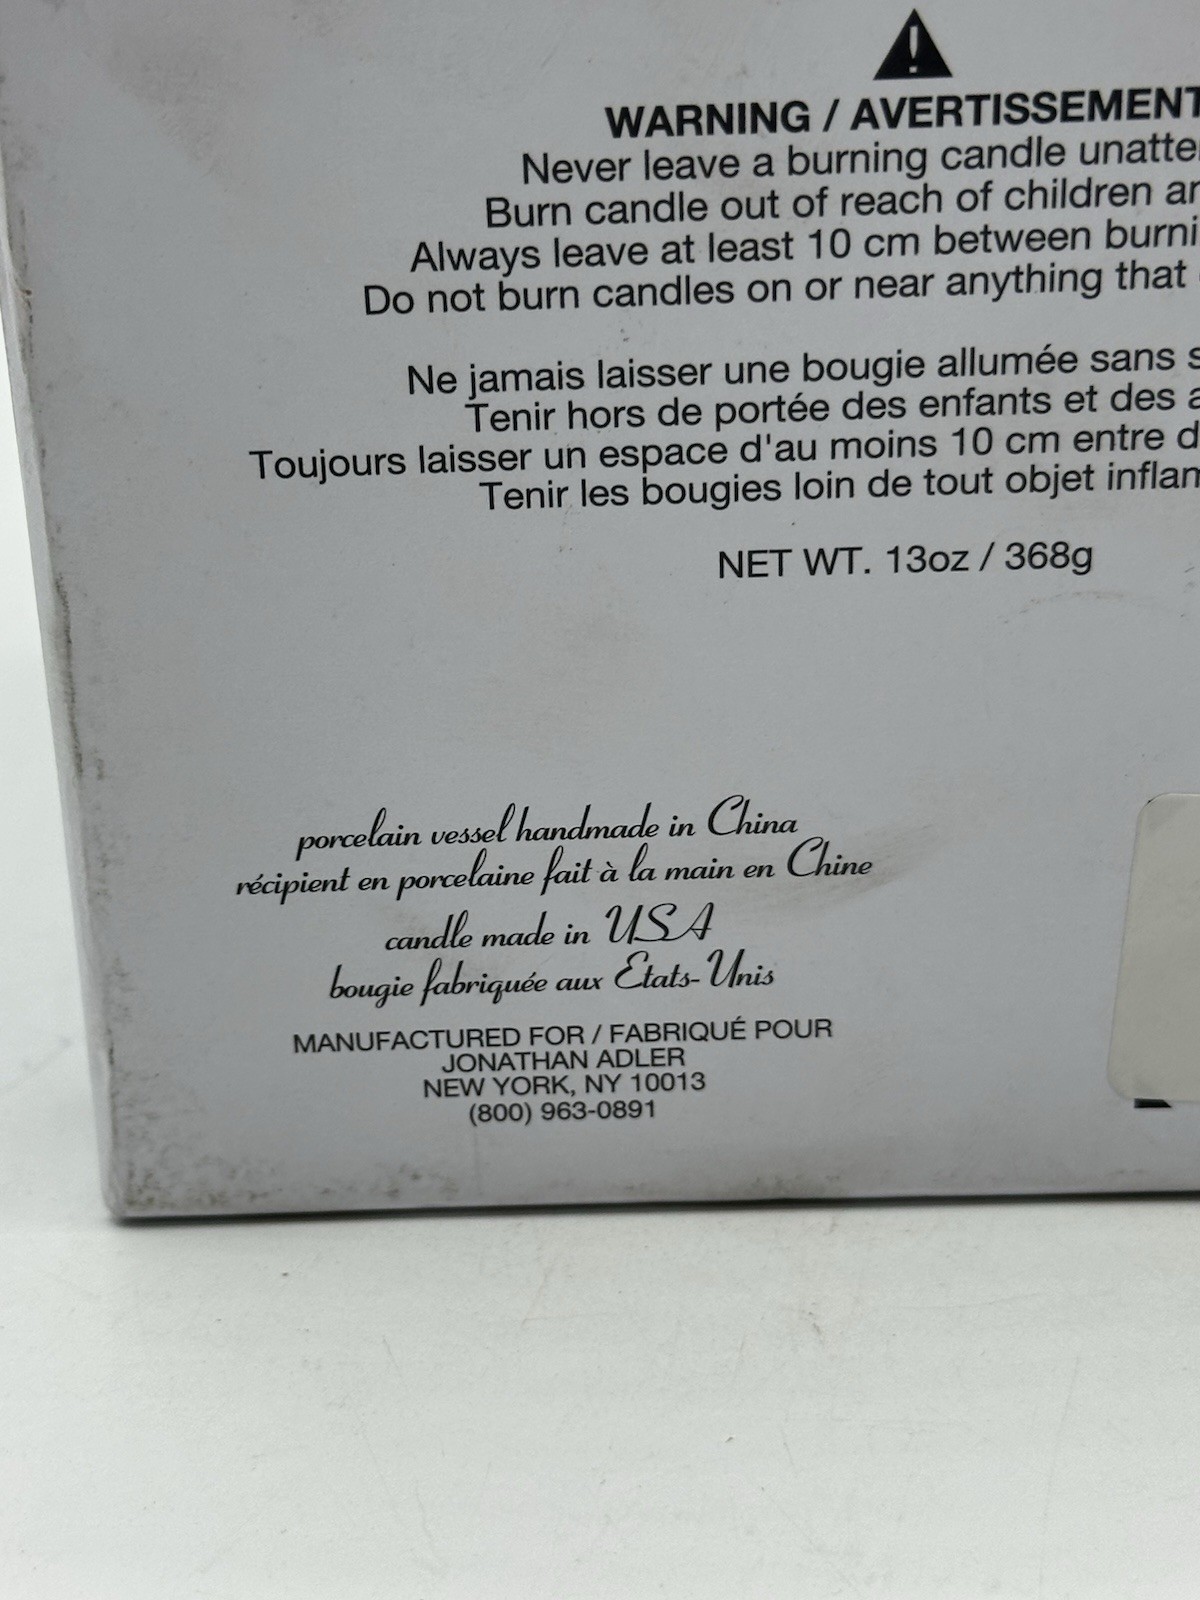 WARNING / AVERTISSEMENT
Never leave a burning candle
Burn candle out of reach of children
Always leave at least 10 cm between
Do not burn candles on or near anything that
Ne jamais laisser une bougie allumée sans
Tenir hors de portée des enfants et des
Toujours laisser un espace d'au moins 10 cm entre
Tenir les bougies loin de tout objet
NET WT. 13oz / 368g
porcelain vessel handmade in China
récipient en porcelaine fait à la main en Chine
candle made in USA
bougie fabriquée aux États-Unis
MANUFACTURED FOR / FABRIQUÉ POUR
JONATHAN ADLER
NEW YORK, NY 10013
(800) 963-0891